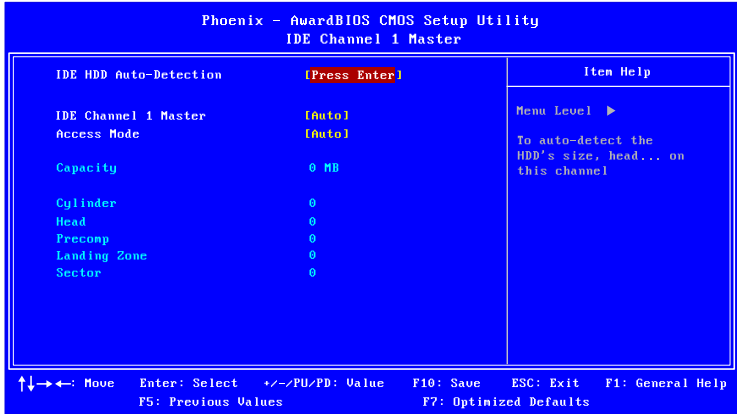 Phoenix - AwardBIOS CMOS Setup Utility
IDE Channel 1 Master
IDE HDD Auto-Detection [Press Enter]
Item Help
IDE Channel 1 Master [Auto]
Access Mode [Auto]
Capacity 0 MB
Cylinder 0
Head 0
Precomp 0
Landing Zone 0
Sector 0
Menu Level ▶
To auto-detect the
HDD's size, head... on
this channel
↑↓→←: Move Enter: Select +/-/PU/PD: Value F10: Save ESC: Exit F1: General Help
F5: Previous Values F7: Optimized Defaults